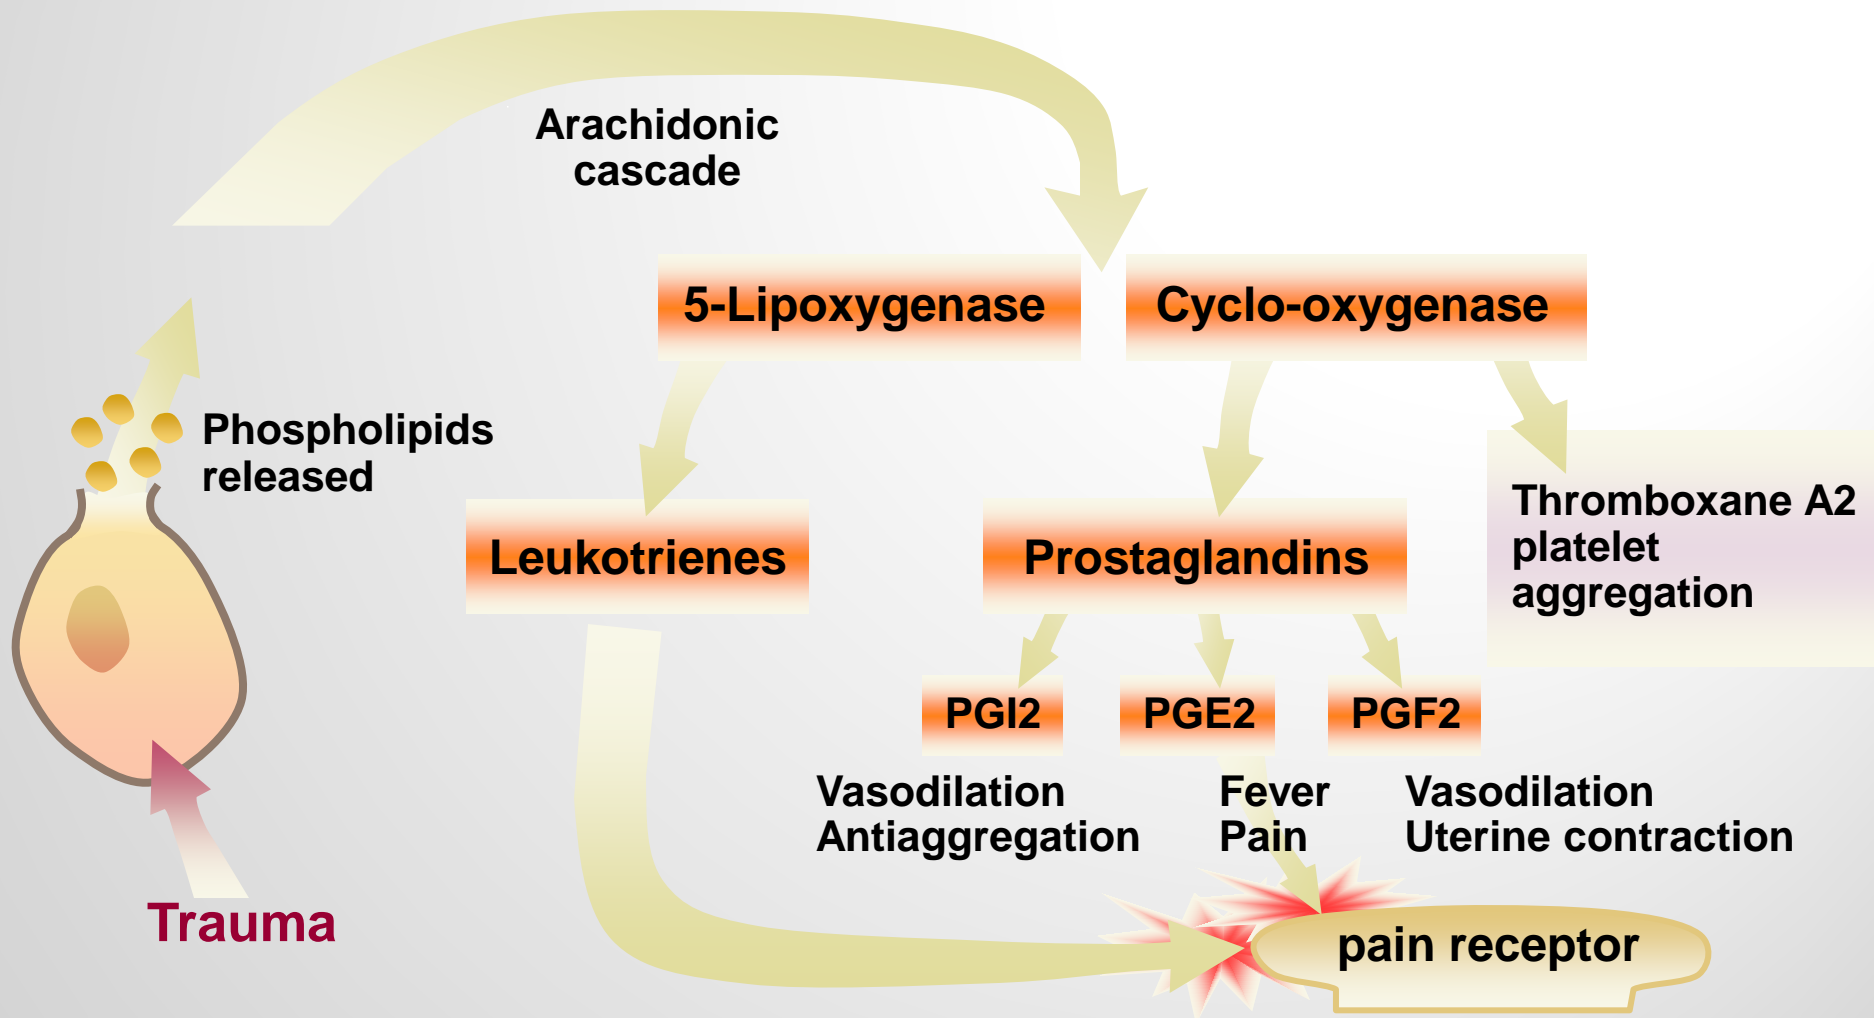 Arachidonic
cascade
5-Lipoxygenase
Cyclo-oxygenase
Phospholipids
released
Leukotrienes
Prostaglandins
Thromboxane A2
platelet
aggregation
PGI2
PGE2
PGF2
Vasodilation
Antiaggregation
Fever
Pain
Vasodilation
Uterine contraction
Trauma
pain receptor